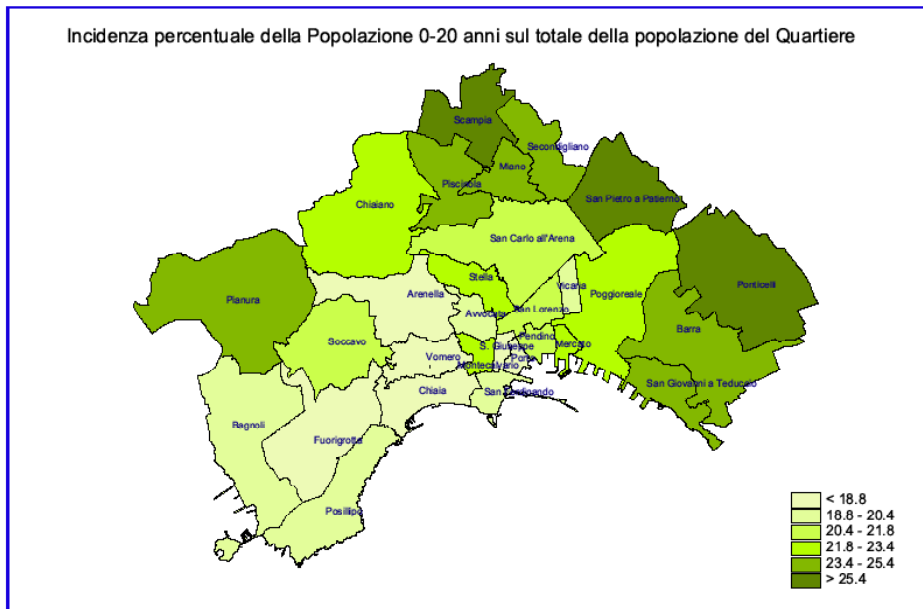 Incidenza percentuale della Popolazione 0-20 anni sul totale della popolazione del Quartiere
Scampia
Secondigliano
Miano
Piscinola
San Pietro a Patierno
Chiaiano
San Carlo all'Arena
Stella
Vicaria
Ponticelli
Pianura
Arenella
Poggioreale
Avvocata
San Lorenzo
Barra
Soccavo
Pendino
S. Giuseppe
Mercato
Vomero
Porto
Montecalvario
San Giovanni a Teduccio
Chiaia
San Ferdinando
Bagnoli
Fuorigrotta
Posillipo
< 18.8
18.8 - 20.4
20.4 - 21.8
21.8 - 23.4
23.4 - 25.4
> 25.4